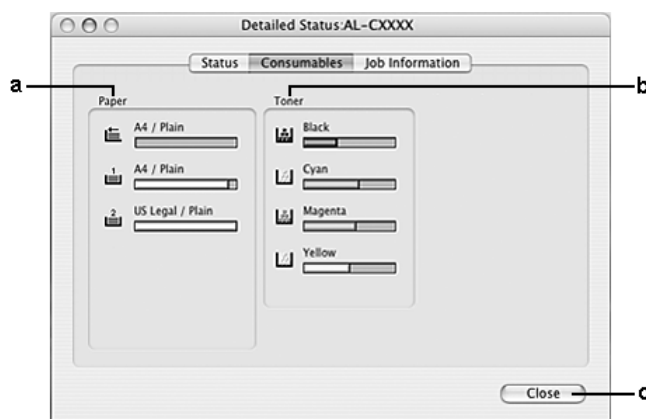 Detailed Status:AL-CXXXX
Status Consumables Job Information
a
b
Paper
Toner
A4 / Plain
1
A4 / Plain
2
US Legal / Plain
Black
Cyan
Magenta
Yellow
Close
c